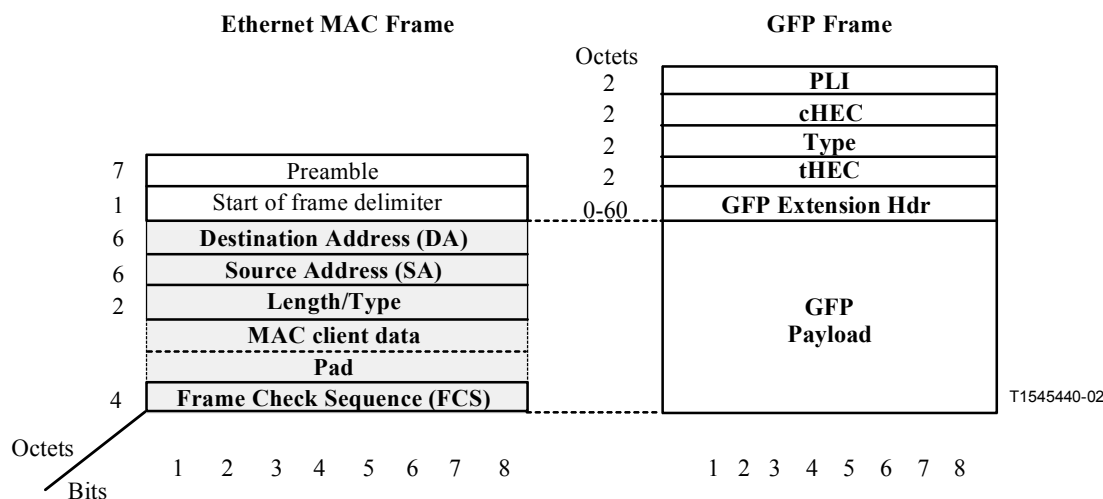 Ethernet MAC Frame
GFP Frame
Octets
2 PLI
2 cHEC
2 Type
2 tHEC
0-60 GFP Extension Hdr
GFP
Payload
7 Preamble
1 Start of frame delimiter
6 Destination Address (DA)
6 Source Address (SA)
2 Length/Type
MAC client data
Pad
4 Frame Check Sequence (FCS)
T1545440-02
Octets
Bits
1 2 3 4 5 6 7 8
1 2 3 4 5 6 7 8